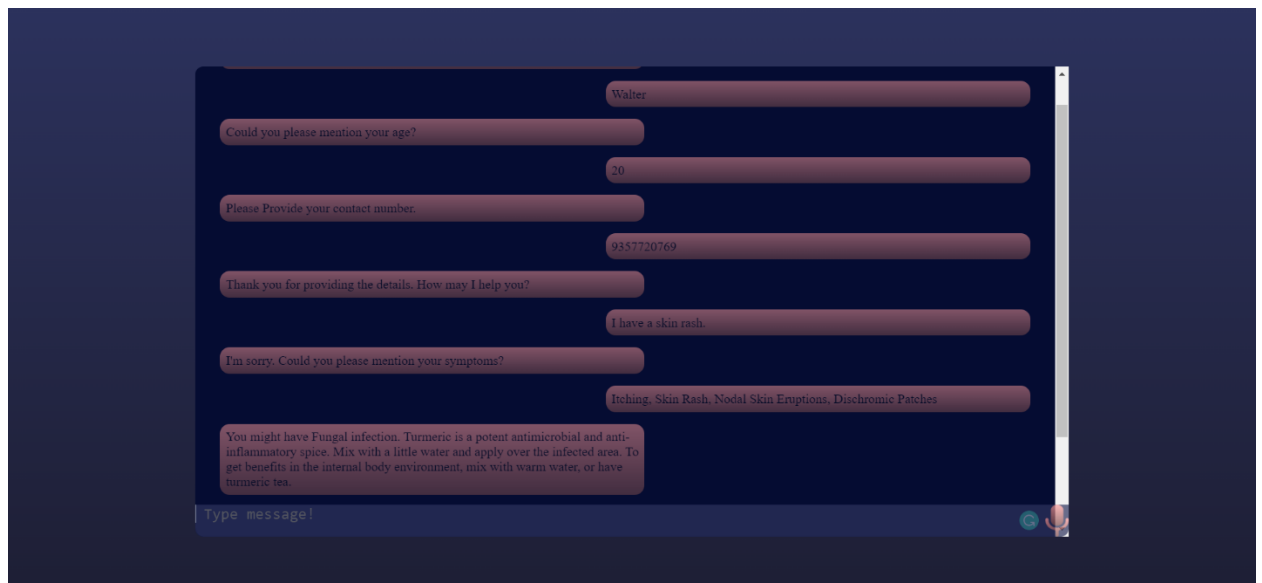 Walter
Could you please mention your age?
20
Please Provide your contact number.
9357720769
Thank you for providing the details. How may I help you?
I have a skin rash.
I'm sorry. Could you please mention your symptoms?
Itching, Skin Rash, Nodal Skin Eruptions, Dischromic Patches
You might have Fungal infection. Turmeric is a potent antimicrobial and anti-
inflammatory spice. Mix with a little water and apply over the infected area. To
get benefits in the internal body environment, mix with warm water, or have
turmeric tea.
Type message!